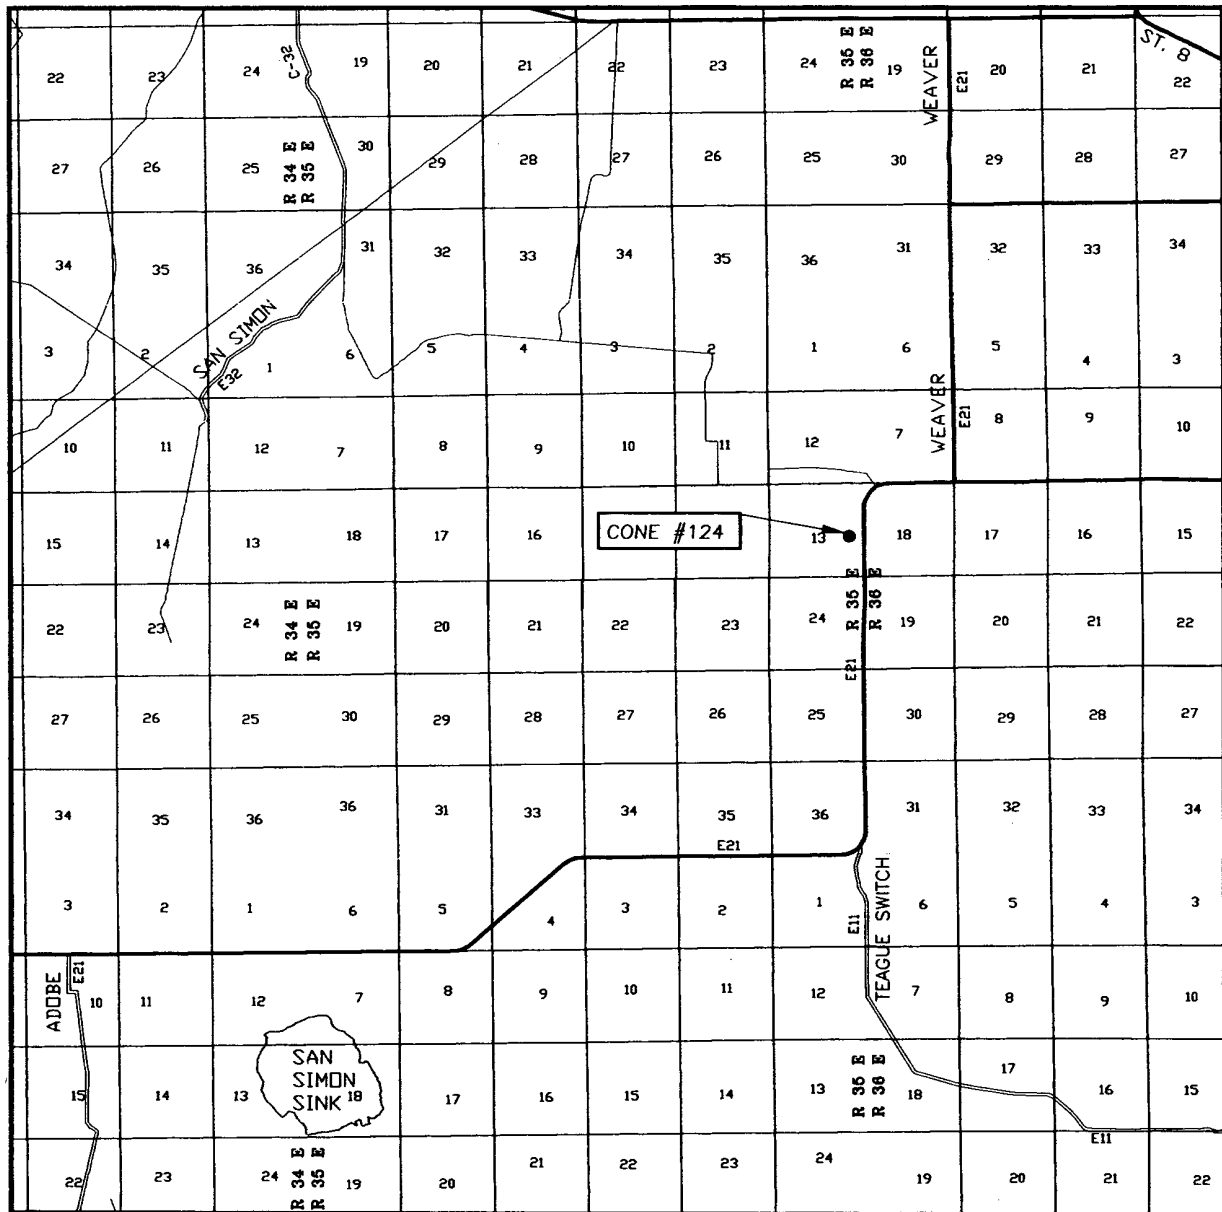 ST. 8
C-32
R 35 E
R 36 E
WEAVER
E21
22 23 24 19 20 21 22 23 24 19 20 21 22
R 34 E
R 35 E
27 26 25 30 29 28 27 26 25 30 29 28 27
34 35 36 31 32 33 34 35 36 31 32 33 34
SAN SIMON
E32
3 2 1 6 5 4 3 2 1 6 5 4 3
WEAVER
E21
10 11 12 7 8 9 10 11 12 7 8 9 10
CONE #124
15 14 13 18 17 16 13 18 17 16 15
R 34 E
R 35 E
R 35 E
R 36 E
22 23 24 19 20 21 22 23 24 19 20 21 22
E21
27 26 25 30 29 28 27 26 25 30 29 28 27
34 35 36 36 31 33 34 35 36 31 32 33 34
E21
3 2 1 6 5 4 3 2 1 6 5 4 3
E11
TEAGUE SWITCH
ADOBE
E21
10 11 12 7 8 9 10 11 12 7 8 9 10
SAN
SIMON
SINK
R 35 E
R 36 E
15 14 13 18 17 16 15 14 13 18 17 16 15
E11
R 34 E
R 35 E
22 23 24 19 20 21 22 23 24 19 20 21 22